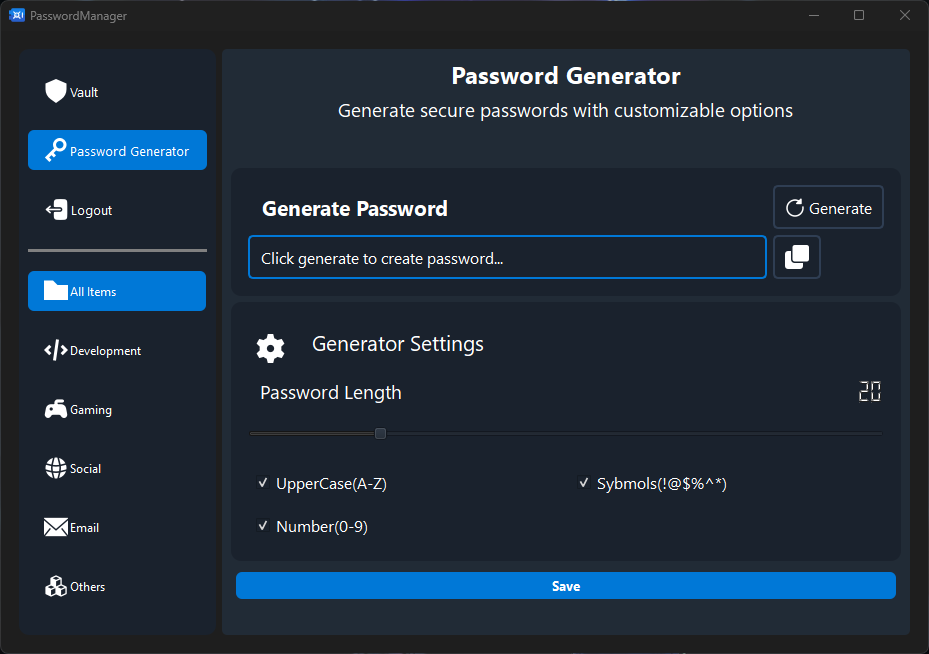 PasswordManager
Vault
Password Generator
Logout
All Items
Development
Gaming
Social
Email
Others
Password Generator
Generate secure passwords with customizable options
Generate Password
Generate
Click generate to create password...
Generator Settings
Password Length
20
UpperCase(A-Z)
Sybmols(!@$%^*)
Number(0-9)
Save